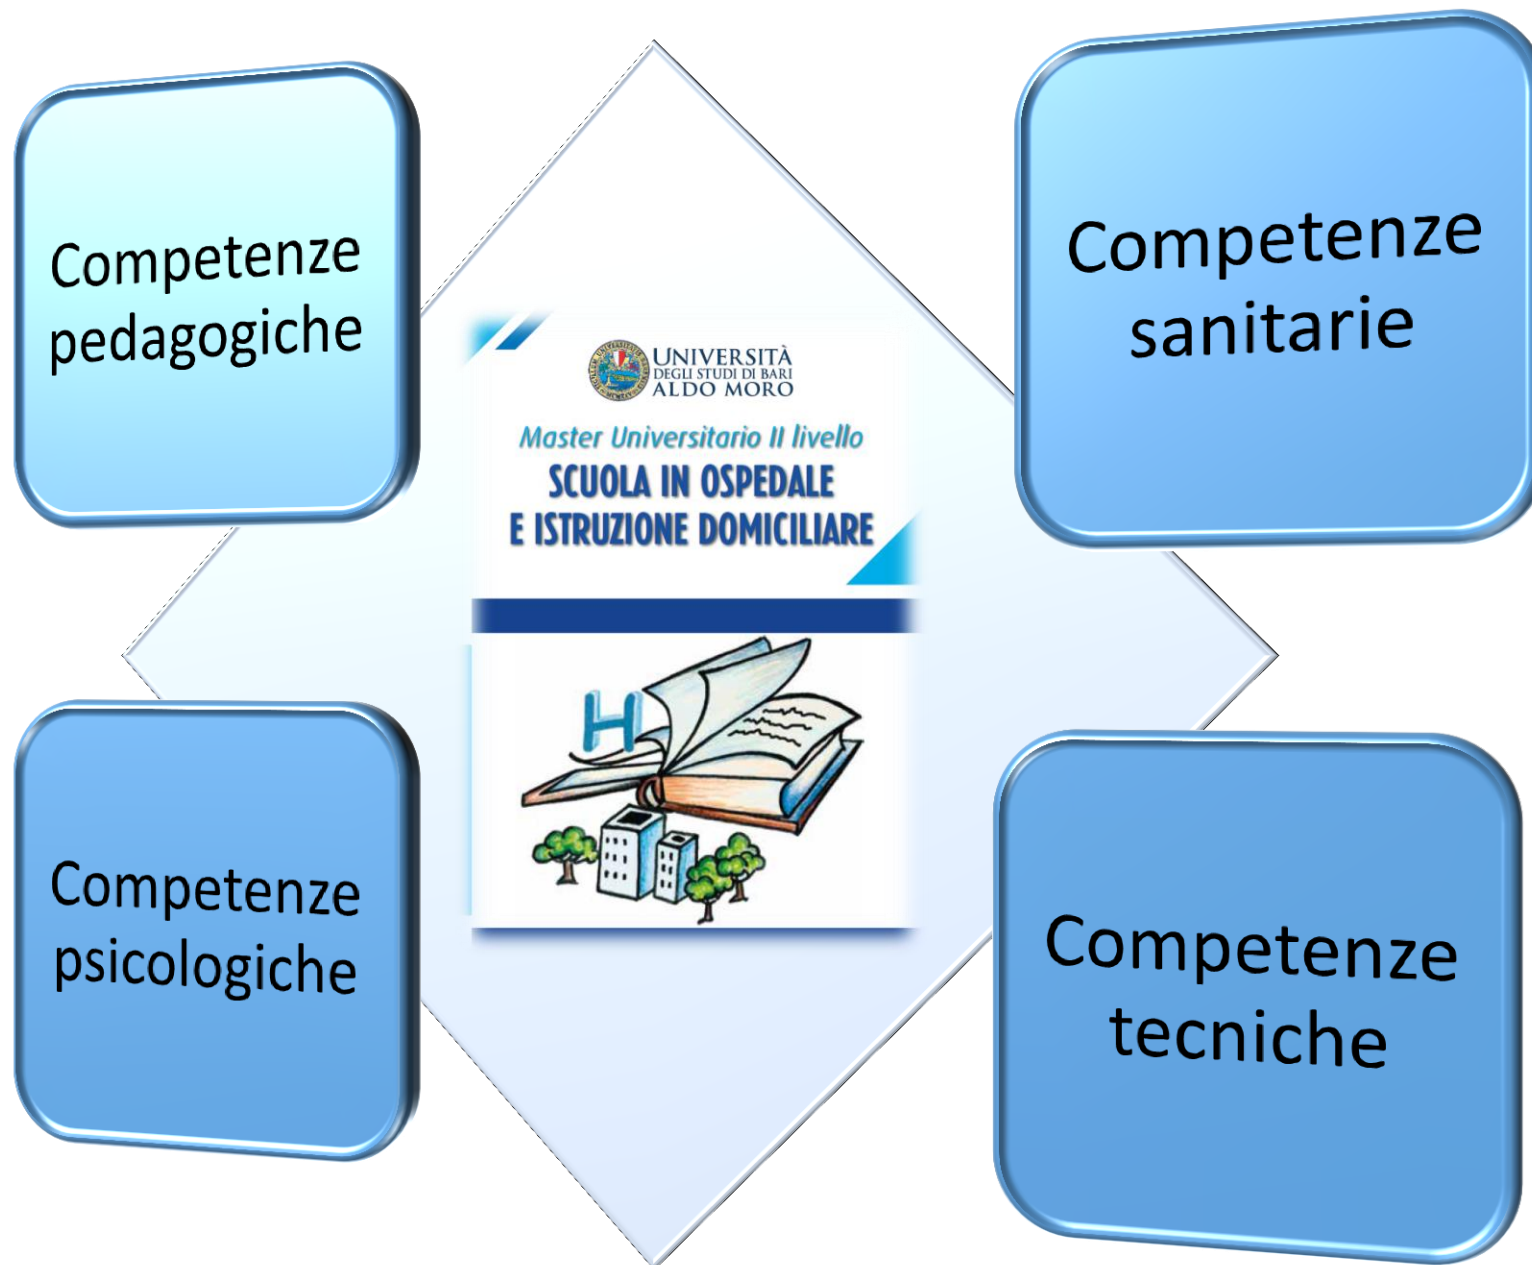 Competenze
pedagogiche
Competenze
sanitarie
UNIVERSITÀ
DEGLI STUDI DI BARI
ALDO MORO
Master Universitario II livello
SCUOLA IN OSPEDALE
E ISTRUZIONE DOMICILIARE
H
Competenze
psicologiche
Competenze
tecniche